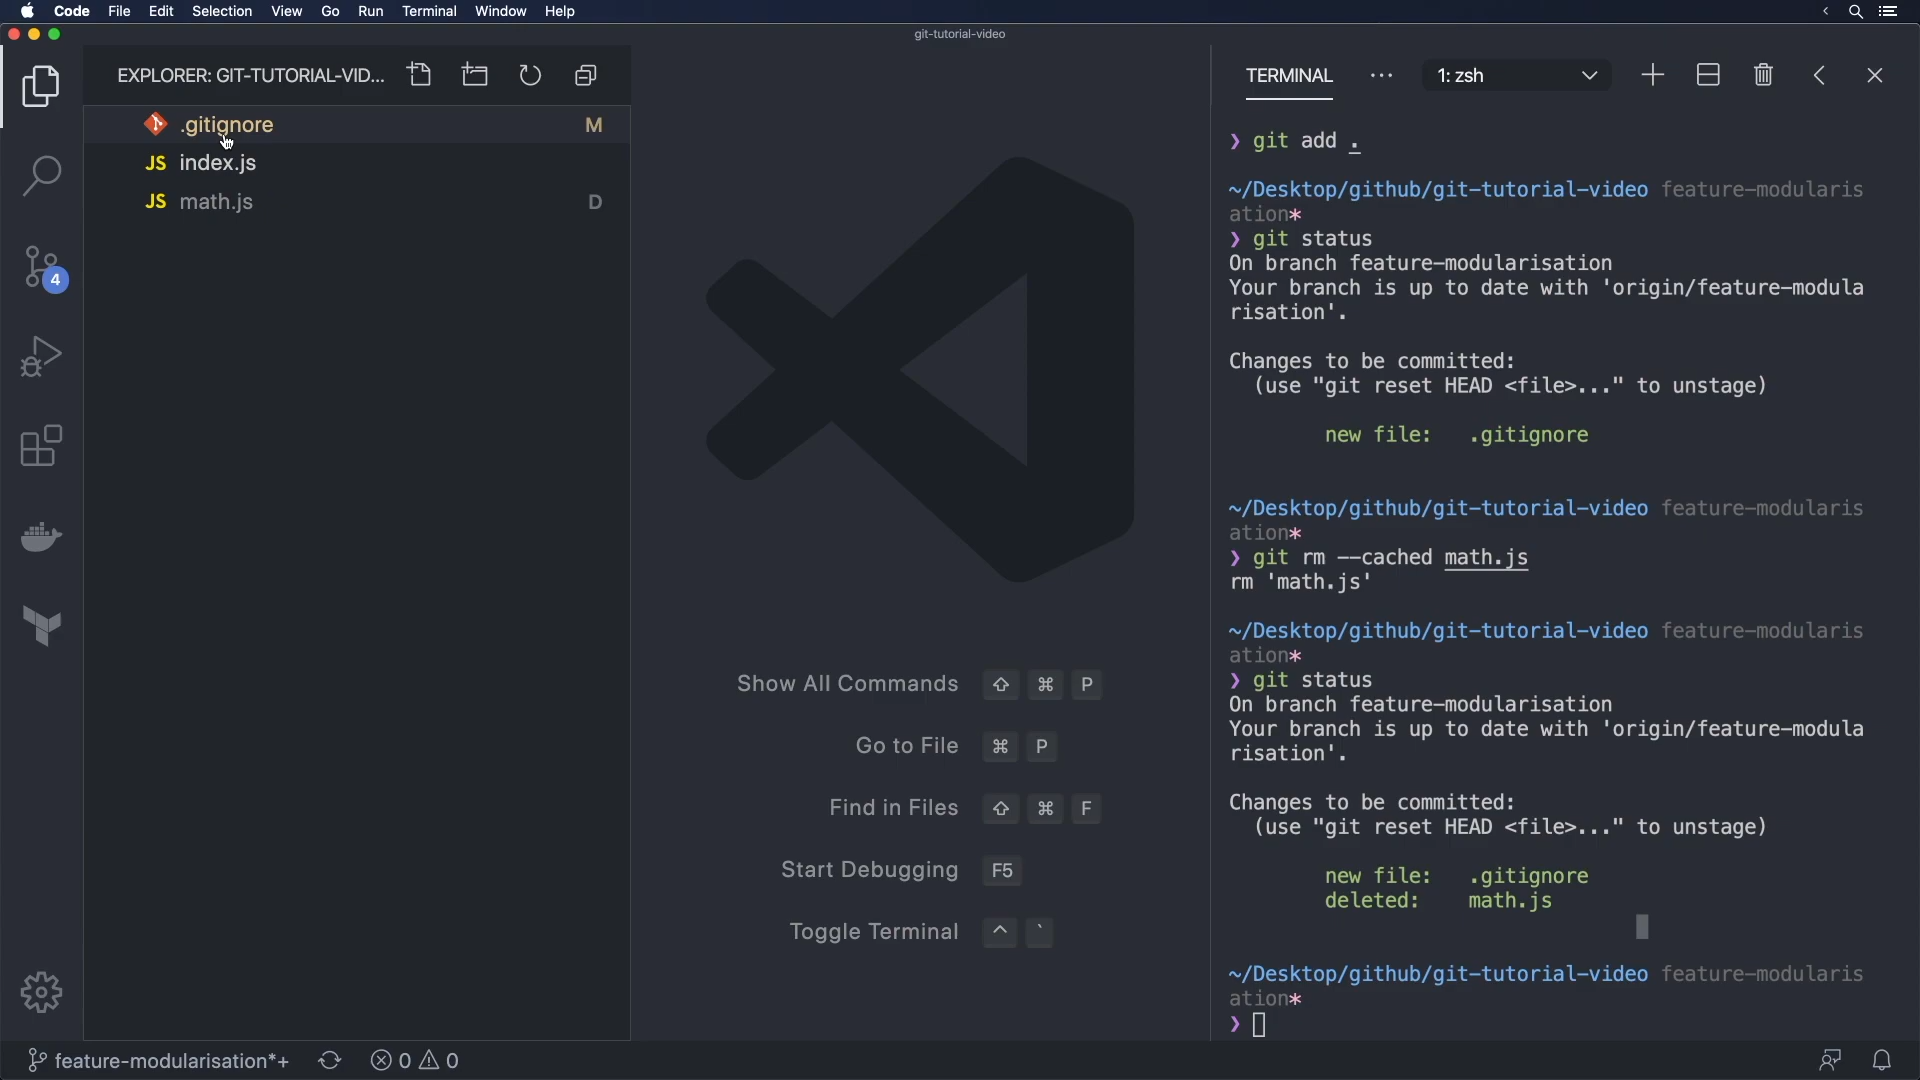 Code File Edit Selection View Go Run Terminal Window Help
git-tutorial-video
EXPLORER: GIT-TUTORIAL-VID...
.gitignore M
JS index.js
JS math.js D
4
Show All Commands ⇧ ⌘ P
Go to File ⌘ P
Find in Files ⇧ ⌘ F
Start Debugging F5
Toggle Terminal ^ `
TERMINAL ··· 1: zsh
❯ git add .
~/Desktop/github/git-tutorial-video feature-modularis
ation*
❯ git status
On branch feature-modularisation
Your branch is up to date with 'origin/feature-modula
risation'.
Changes to be committed:
(use "git reset HEAD <file>..." to unstage)
new file: .gitignore
~/Desktop/github/git-tutorial-video feature-modularis
ation*
❯ git rm --cached math.js
rm 'math.js'
~/Desktop/github/git-tutorial-video feature-modularis
ation*
❯ git status
On branch feature-modularisation
Your branch is up to date with 'origin/feature-modula
risation'.
Changes to be committed:
(use "git reset HEAD <file>..." to unstage)
new file: .gitignore
deleted: math.js
~/Desktop/github/git-tutorial-video feature-modularis
ation*
❯
feature-modularisation*+ 0 0